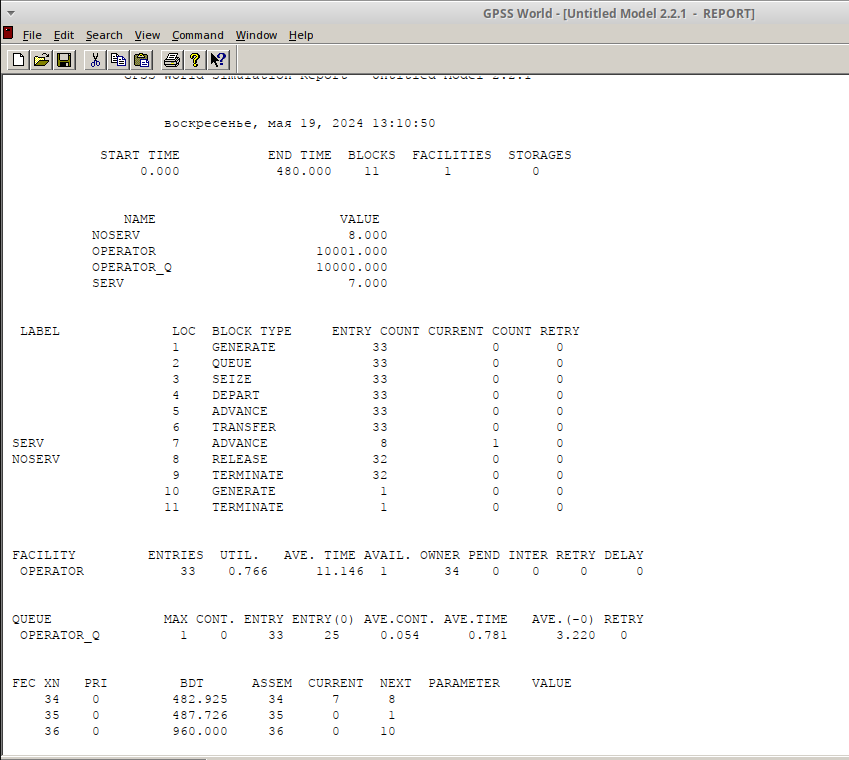 GPSS World - [Untitled Model 2.2.1 - REPORT]
File Edit Search View Command Window Help
GPSS World Simulation Report - Untitled Model 2.2.1
воскресенье, мая 19, 2024 13:10:50
START TIME END TIME BLOCKS FACILITIES STORAGES
0.000 480.000 11 1 0
NAME VALUE
NOSERV 8.000
OPERATOR 10001.000
OPERATOR_Q 10000.000
SERV 7.000
LABEL LOC BLOCK TYPE ENTRY COUNT CURRENT COUNT RETRY
1 GENERATE 33 0 0
2 QUEUE 33 0 0
3 SEIZE 33 0 0
4 DEPART 33 0 0
5 ADVANCE 33 0 0
6 TRANSFER 33 0 0
SERV 7 ADVANCE 8 1 0
NOSERV 8 RELEASE 32 0 0
9 TERMINATE 32 0 0
10 GENERATE 1 0 0
11 TERMINATE 1 0 0
FACILITY ENTRIES UTIL. AVE. TIME AVAIL. OWNER PEND INTER RETRY DELAY
OPERATOR 33 0.766 11.146 1 34 0 0 0 0
QUEUE MAX CONT. ENTRY ENTRY(0) AVE.CONT. AVE.TIME AVE.(-0) RETRY
OPERATOR_Q 1 0 33 25 0.054 0.781 3.220 0
FEC XN PRI BDT ASSEM CURRENT NEXT PARAMETER VALUE
34 0 482.925 34 7 8
35 0 487.726 35 0 1
36 0 960.000 36 0 10